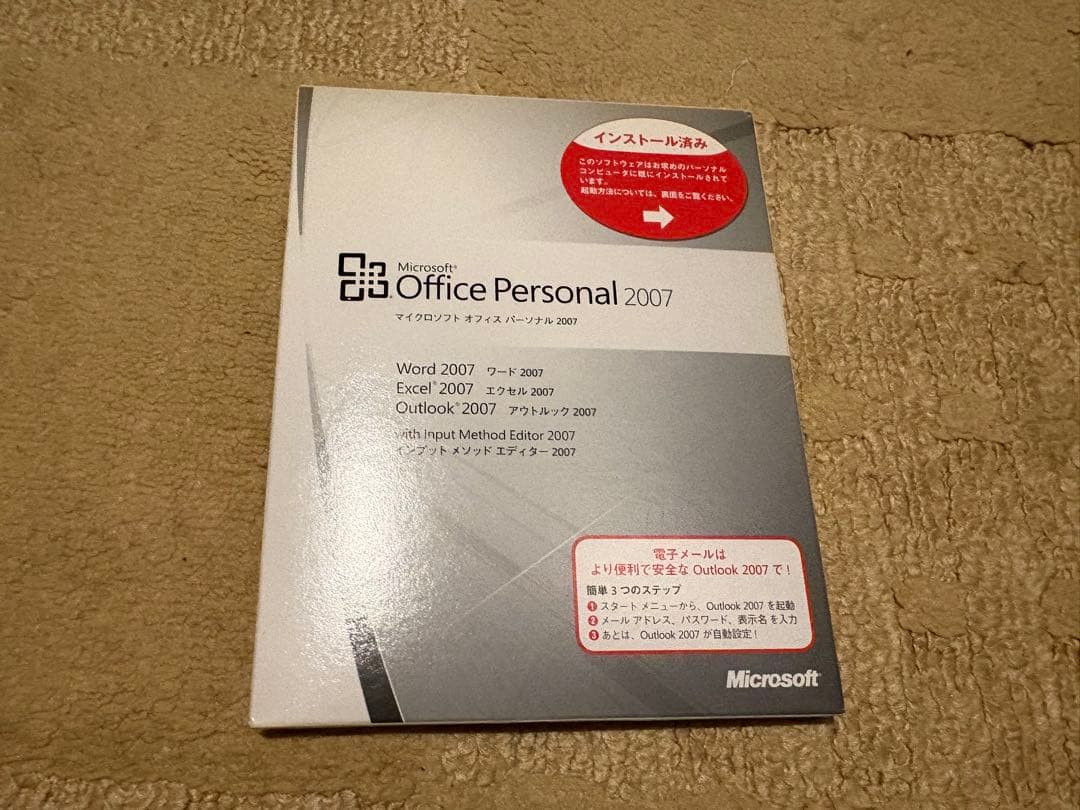 インストール済み
このソフトウェアはお求めのパーソナル
コンピュータに既にインストールされて
います。
起動方法については、裏面をご覧ください。
Microsoft®
Office Personal 2007
マイクロソフト オフィス パーソナル 2007
Word 2007 ワード 2007
Excel® 2007 エクセル 2007
Outlook® 2007 アウトルック 2007
with Input Method Editor 2007
インプット メソッド エディター 2007
電子メールは
より便利で安全な Outlook 2007 で!
簡単 3 つのステップ
1 スタート メニューから、Outlook 2007 を起動
2 メール アドレス、パスワード、表示名 を入力
3 あとは、Outlook 2007 が自動設定!
Microsoft